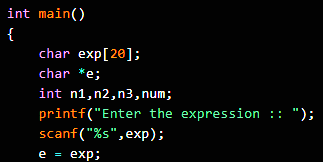 int main()
{
    char exp[20];
    char *e;
    int n1,n2,n3,num;
    printf("Enter the expression :: ");
    scanf("%s",exp);
    e = exp;